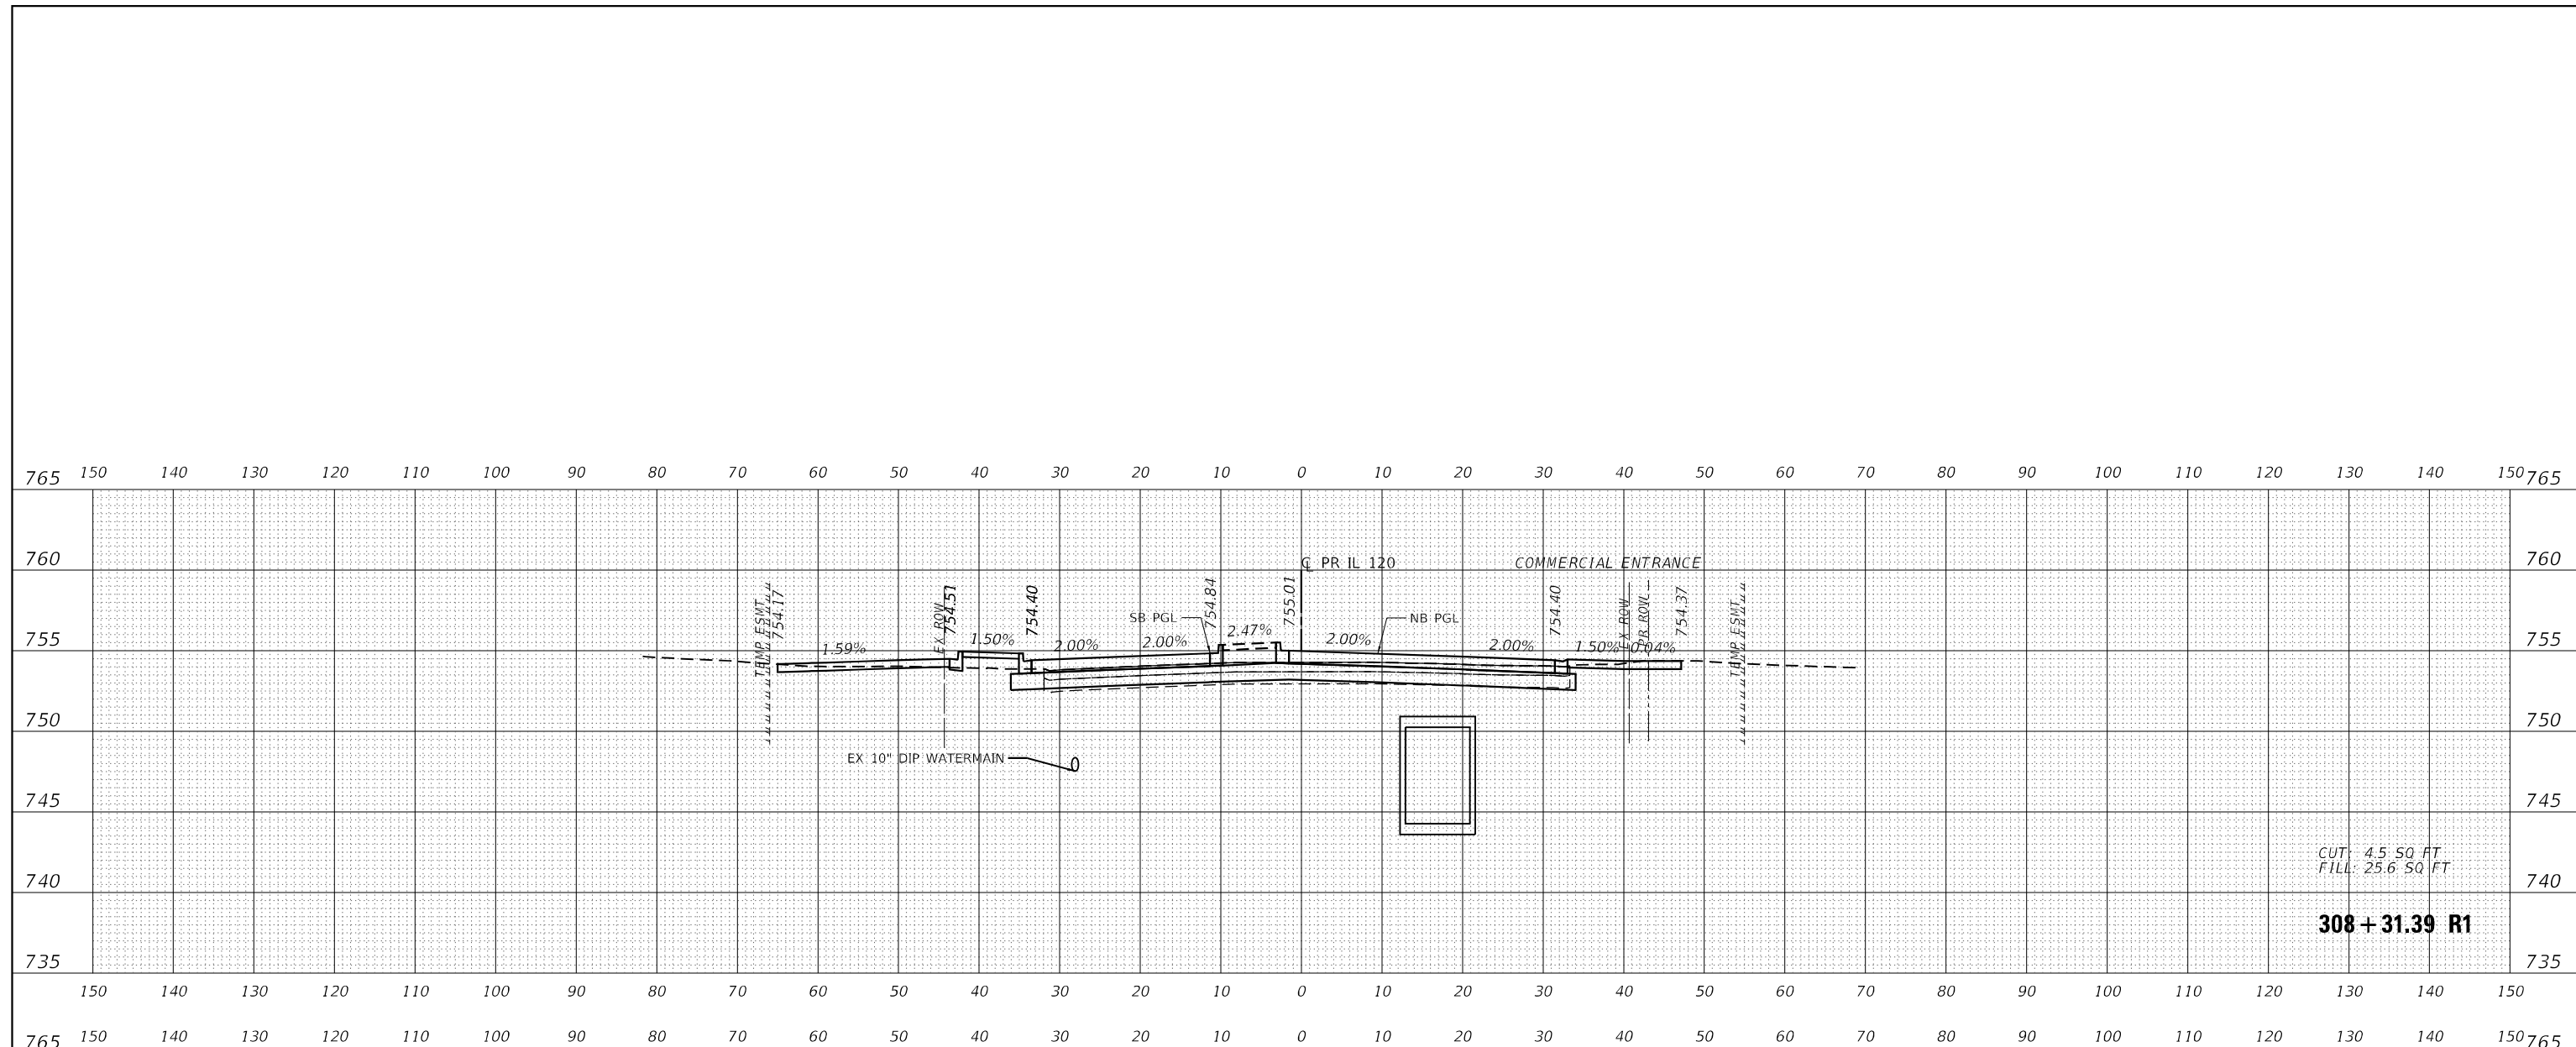 150 140 130 120 110 100 90 80 70 60 50 40 30 20 10 0 10 20 30 40 50 60 70 80 90 100 110 120 130 140 150
765 765
760 760
℄ PR IL 120
COMMERCIAL ENTRANCE
TEMP ESMT
754.17
EX ROW
754.51
754.40
754.84
755.01
754.40
EX ROW
PR ROW
754.37
TEMP ESMT
SB PGL
NB PGL
755 755
1.59%
1.50%
2.00%
2.00%
2.47%
2.00%
2.00%
1.50%
0.04%
750 750
EX 10" DIP WATERMAIN
745 745
CUT: 4.5 SQ FT
FILL: 25.6 SQ FT
740 740
308+31.39 R1
735 735
150 140 130 120 110 100 90 80 70 60 50 40 30 20 10 0 10 20 30 40 50 60 70 80 90 100 110 120 130 140 150
150 140 130 120 110 100 90 80 70 60 50 40 30 20 10 0 10 20 30 40 50 60 70 80 90 100 110 120 130 140 150
765 765